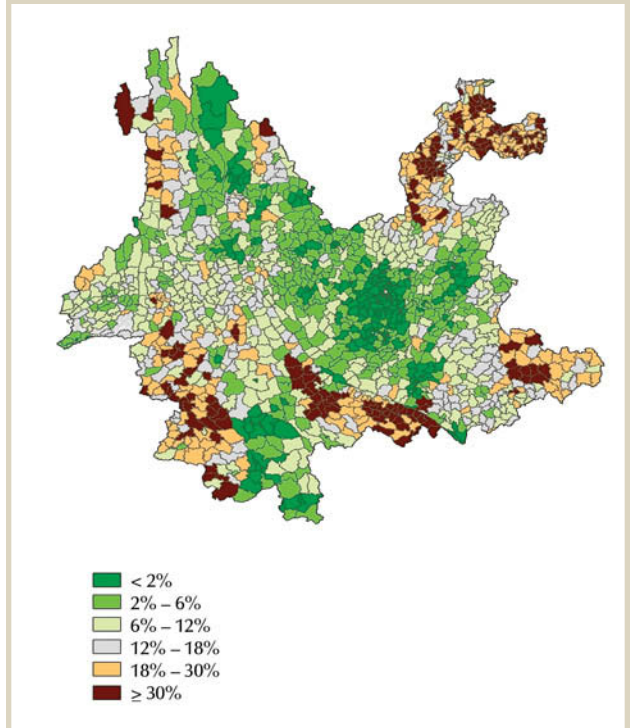 < 2%
2% – 6%
6% – 12%
12% – 18%
18% – 30%
≥ 30%